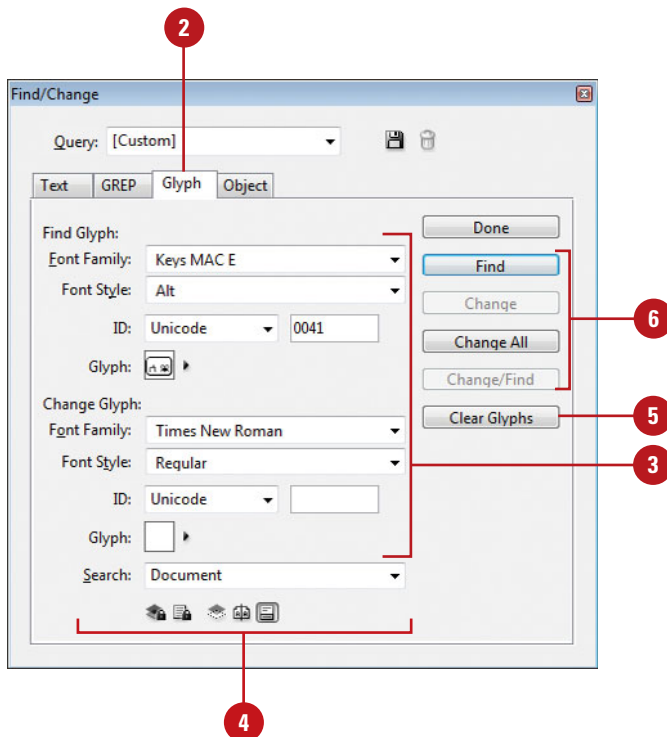 2
Find/Change
Query: [Custom]
Text GREP Glyph Object
Find Glyph:
Font Family: Keys MAC E
Font Style: Alt
ID: Unicode 0041
Glyph:
Change Glyph:
Font Family: Times New Roman
Font Style: Regular
ID: Unicode
Glyph:
Search: Document
Done
Find
Change
Change All
Change/Find
Clear Glyphs
6
5
3
4